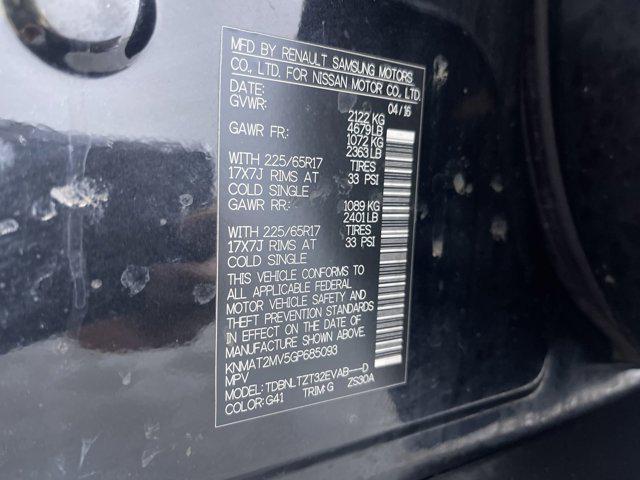 MFD BY RENAULT SAMSUNG MOTORS
CO., LTD. FOR NISSAN MOTOR CO., LTD.
DATE: 04/16
GVWR: 2122 KG
4679LB
GAWR FR: 1072 KG
2363LB
WITH 225/65R17 TIRES
17X7J RIMS AT 33 PSI
COLD SINGLE
GAWR RR: 1089 KG
2401LB
WITH 225/65R17 TIRES
17X7J RIMS AT 33 PSI
COLD SINGLE
THIS VEHICLE CONFORMS TO
ALL APPLICABLE FEDERAL
MOTOR VEHICLE SAFETY AND
THEFT PREVENTION STANDARDS
IN EFFECT ON THE DATE OF
MANUFACTURE SHOWN ABOVE.
KNMAT2MV5GP685093
MPV
MODEL: TDBNLTZT32EVAB---D
COLOR: G41 TRIM: G ZS30A